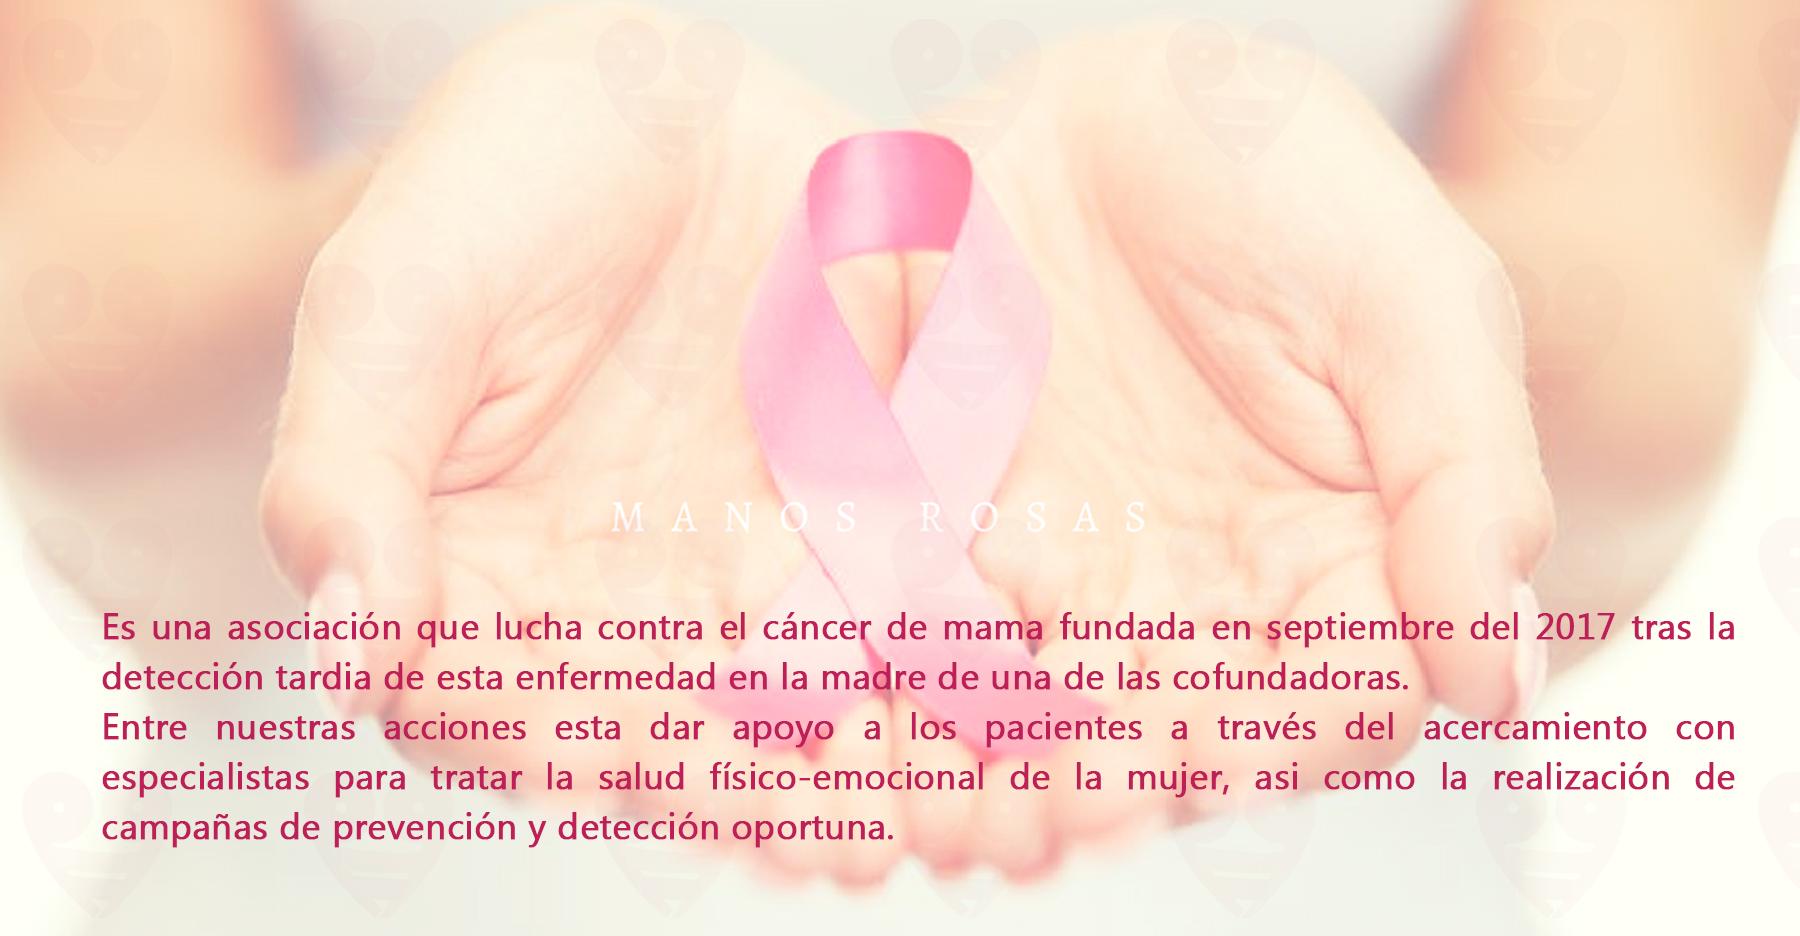 MANOS ROSAS
Es una asociación que lucha contra el cáncer de mama fundada en septiembre del 2017 tras la
detección tardia de esta enfermedad en la madre de una de las cofundadoras.
Entre nuestras acciones esta dar apoyo a los pacientes a través del acercamiento con
especialistas para tratar la salud físico-emocional de la mujer, asi como la realización de
campañas de prevención y detección oportuna.